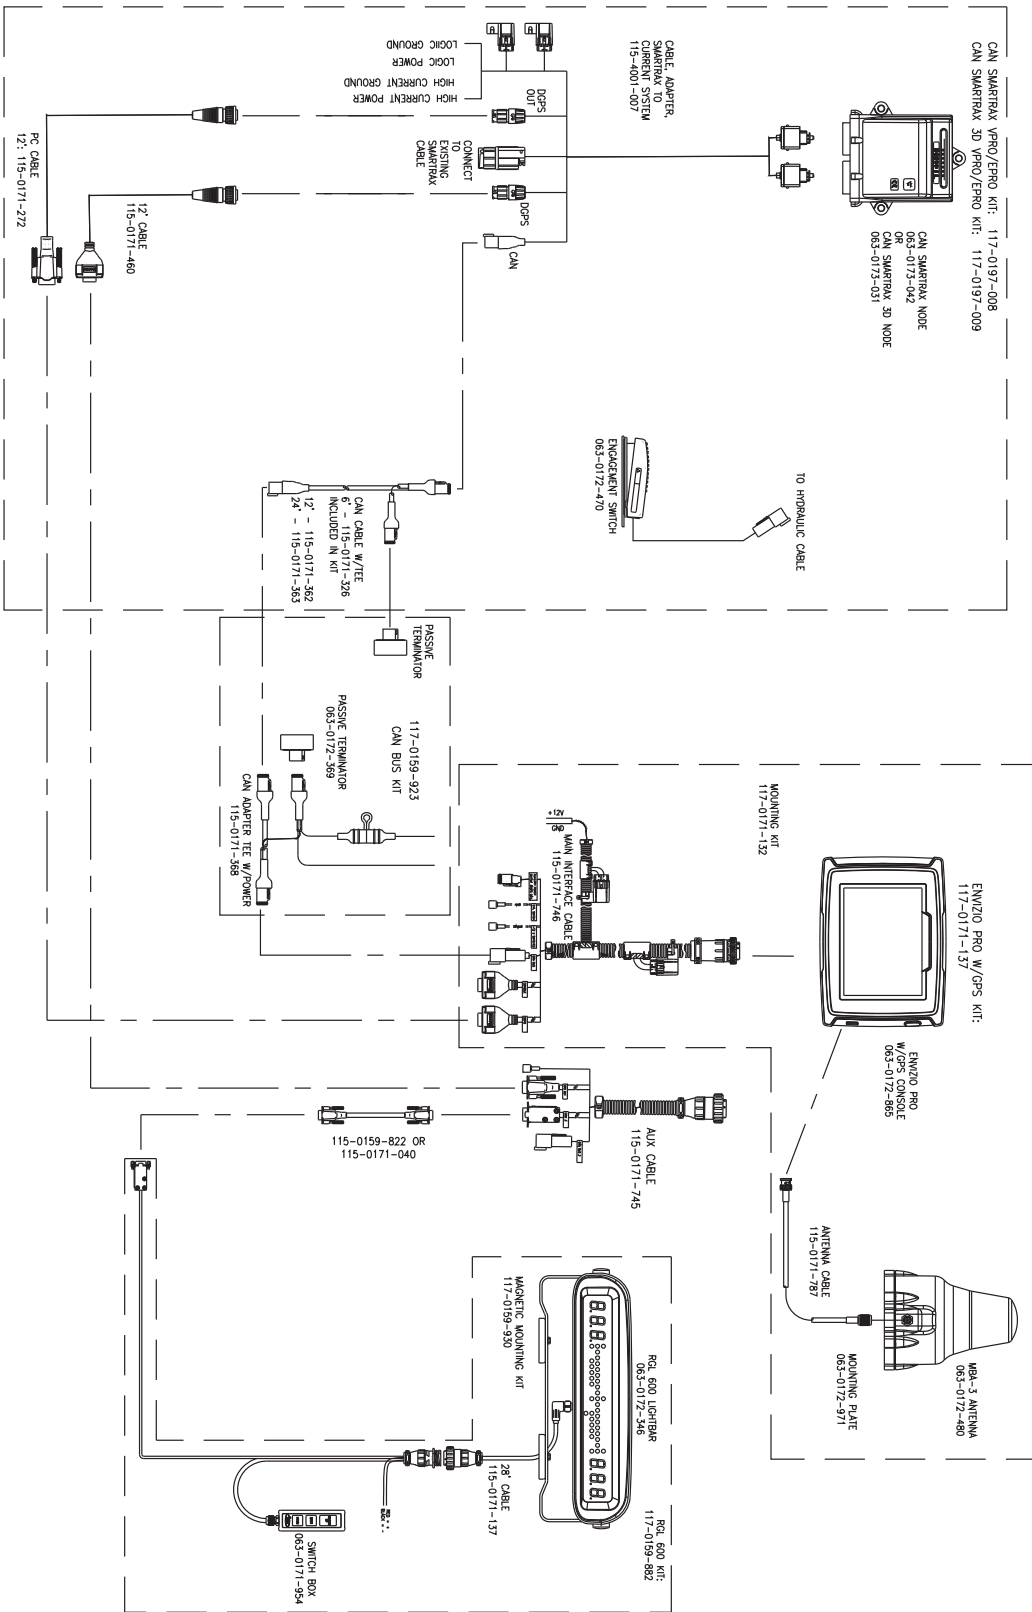 CAN SMARTRAX VPRO/EPRO KIT: 117-0197-008
CAN SMARTRAX 3D VPRO/EPRO KIT: 117-0197-009
CAN SMARTRAX NODE
063-0173-042
OR
CAN SMARTRAX 3D NODE
063-0173-031
CABLE, ADAPTER,
SMARTRAX TO
CURRENT SYSTEM
115-4001-007
LOGIIC GROUND
LOGIC POWER
HIGH CURRENT GROUND
HIGH CURRENT POWER
DGPS
OUT
CONNECT
TO
EXISTING
SMARTRAX
CABLE
DGPS
CAN
PC CABLE
12': 115-0171-272
12' CABLE
115-0171-460
TO HYDRAULIC CABLE
ENGAGEMENT SWITCH
063-0172-470
CAN CABLE W/TEE
6' - 115-0171-326
INCLUDED IN KIT
12' - 115-0171-362
24' - 115-0171-363
PASSIVE
TERMINATOR
117-0159-923
CAN BUS KIT
PASSIVE TERMINATOR
063-0172-369
CAN ADAPTER TEE W/POWER
115-0171-368
ENVIZIO PRO W/GPS KIT:
117-0171-137
MOUNTING KIT
117-0171-132
ENVIZIO PRO
W/GPS CONSOLE
063-0172-865
+12V
GND
MAIN INTERFACE CABLE
115-0171-746
ANTENNA CABLE
115-0171-787
MBA-3 ANTENNA
063-0172-480
MOUNTING PLATE
063-0172-971
AUX CABLE
115-0171-745
115-0159-822 OR
115-0171-040
RGL 600 KIT:
117-0159-882
RGL 600 LIGHTBAR
063-0172-346
MAGNETIC MOUNTING KIT
117-0159-930
28' CABLE
115-0171-137
RED = +
BLACK = -
SWITCH BOX
063-0171-954